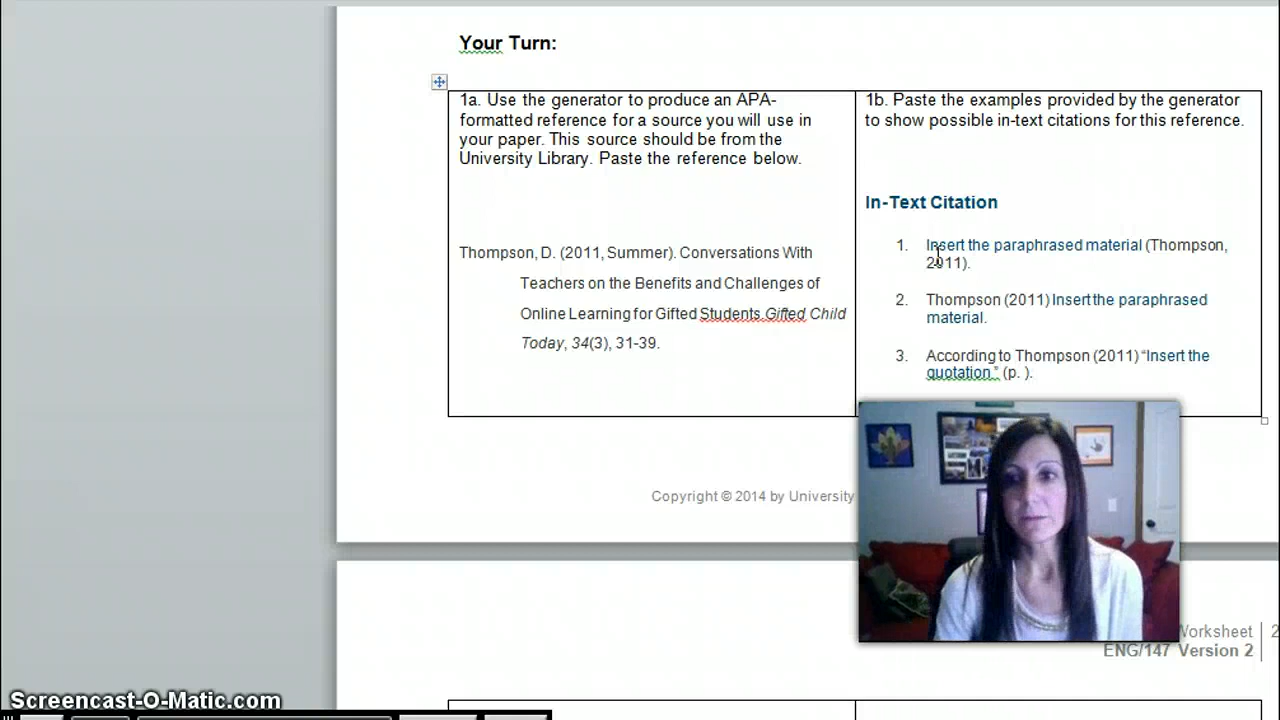 Your Turn:
1a. Use the generator to produce an APA-
formatted reference for a source you will use in
your paper. This source should be from the
University Library. Paste the reference below.
Thompson, D. (2011, Summer). Conversations With
Teachers on the Benefits and Challenges of
Online Learning for Gifted Students.Gifted Child
Today, 34(3), 31-39.
1b. Paste the examples provided by the generator
to show possible in-text citations for this reference.
In-Text Citation
1. Insert the paraphrased material (Thompson,
2011).
2. Thompson (2011) Insert the paraphrased
material.
3. According to Thompson (2011) “Insert the
quotation.” (p. ).
Copyright © 2014 by University
Worksheet
2
ENG/147 Version 2
Screencast-O-Matic.com